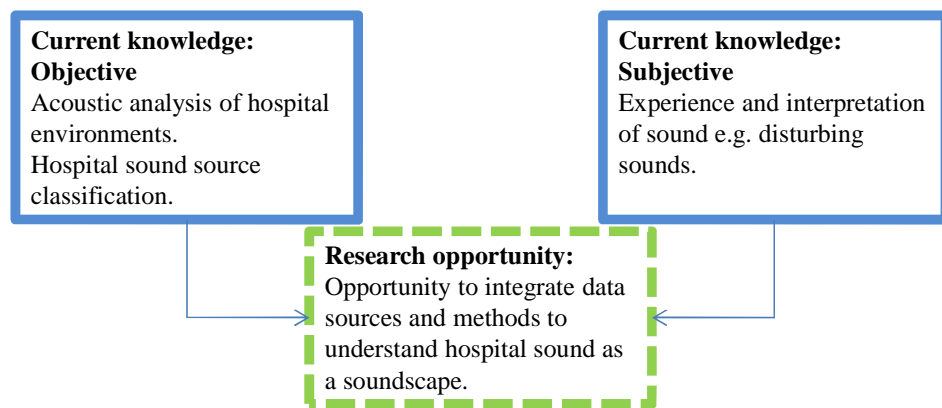 Current knowledge:
Objective
Acoustic analysis of hospital
environments.
Hospital sound source
classification.
Current knowledge:
Subjective
Experience and interpretation
of sound e.g. disturbing
sounds.
Research opportunity:
Opportunity to integrate data
sources and methods to
understand hospital sound as
a soundscape.